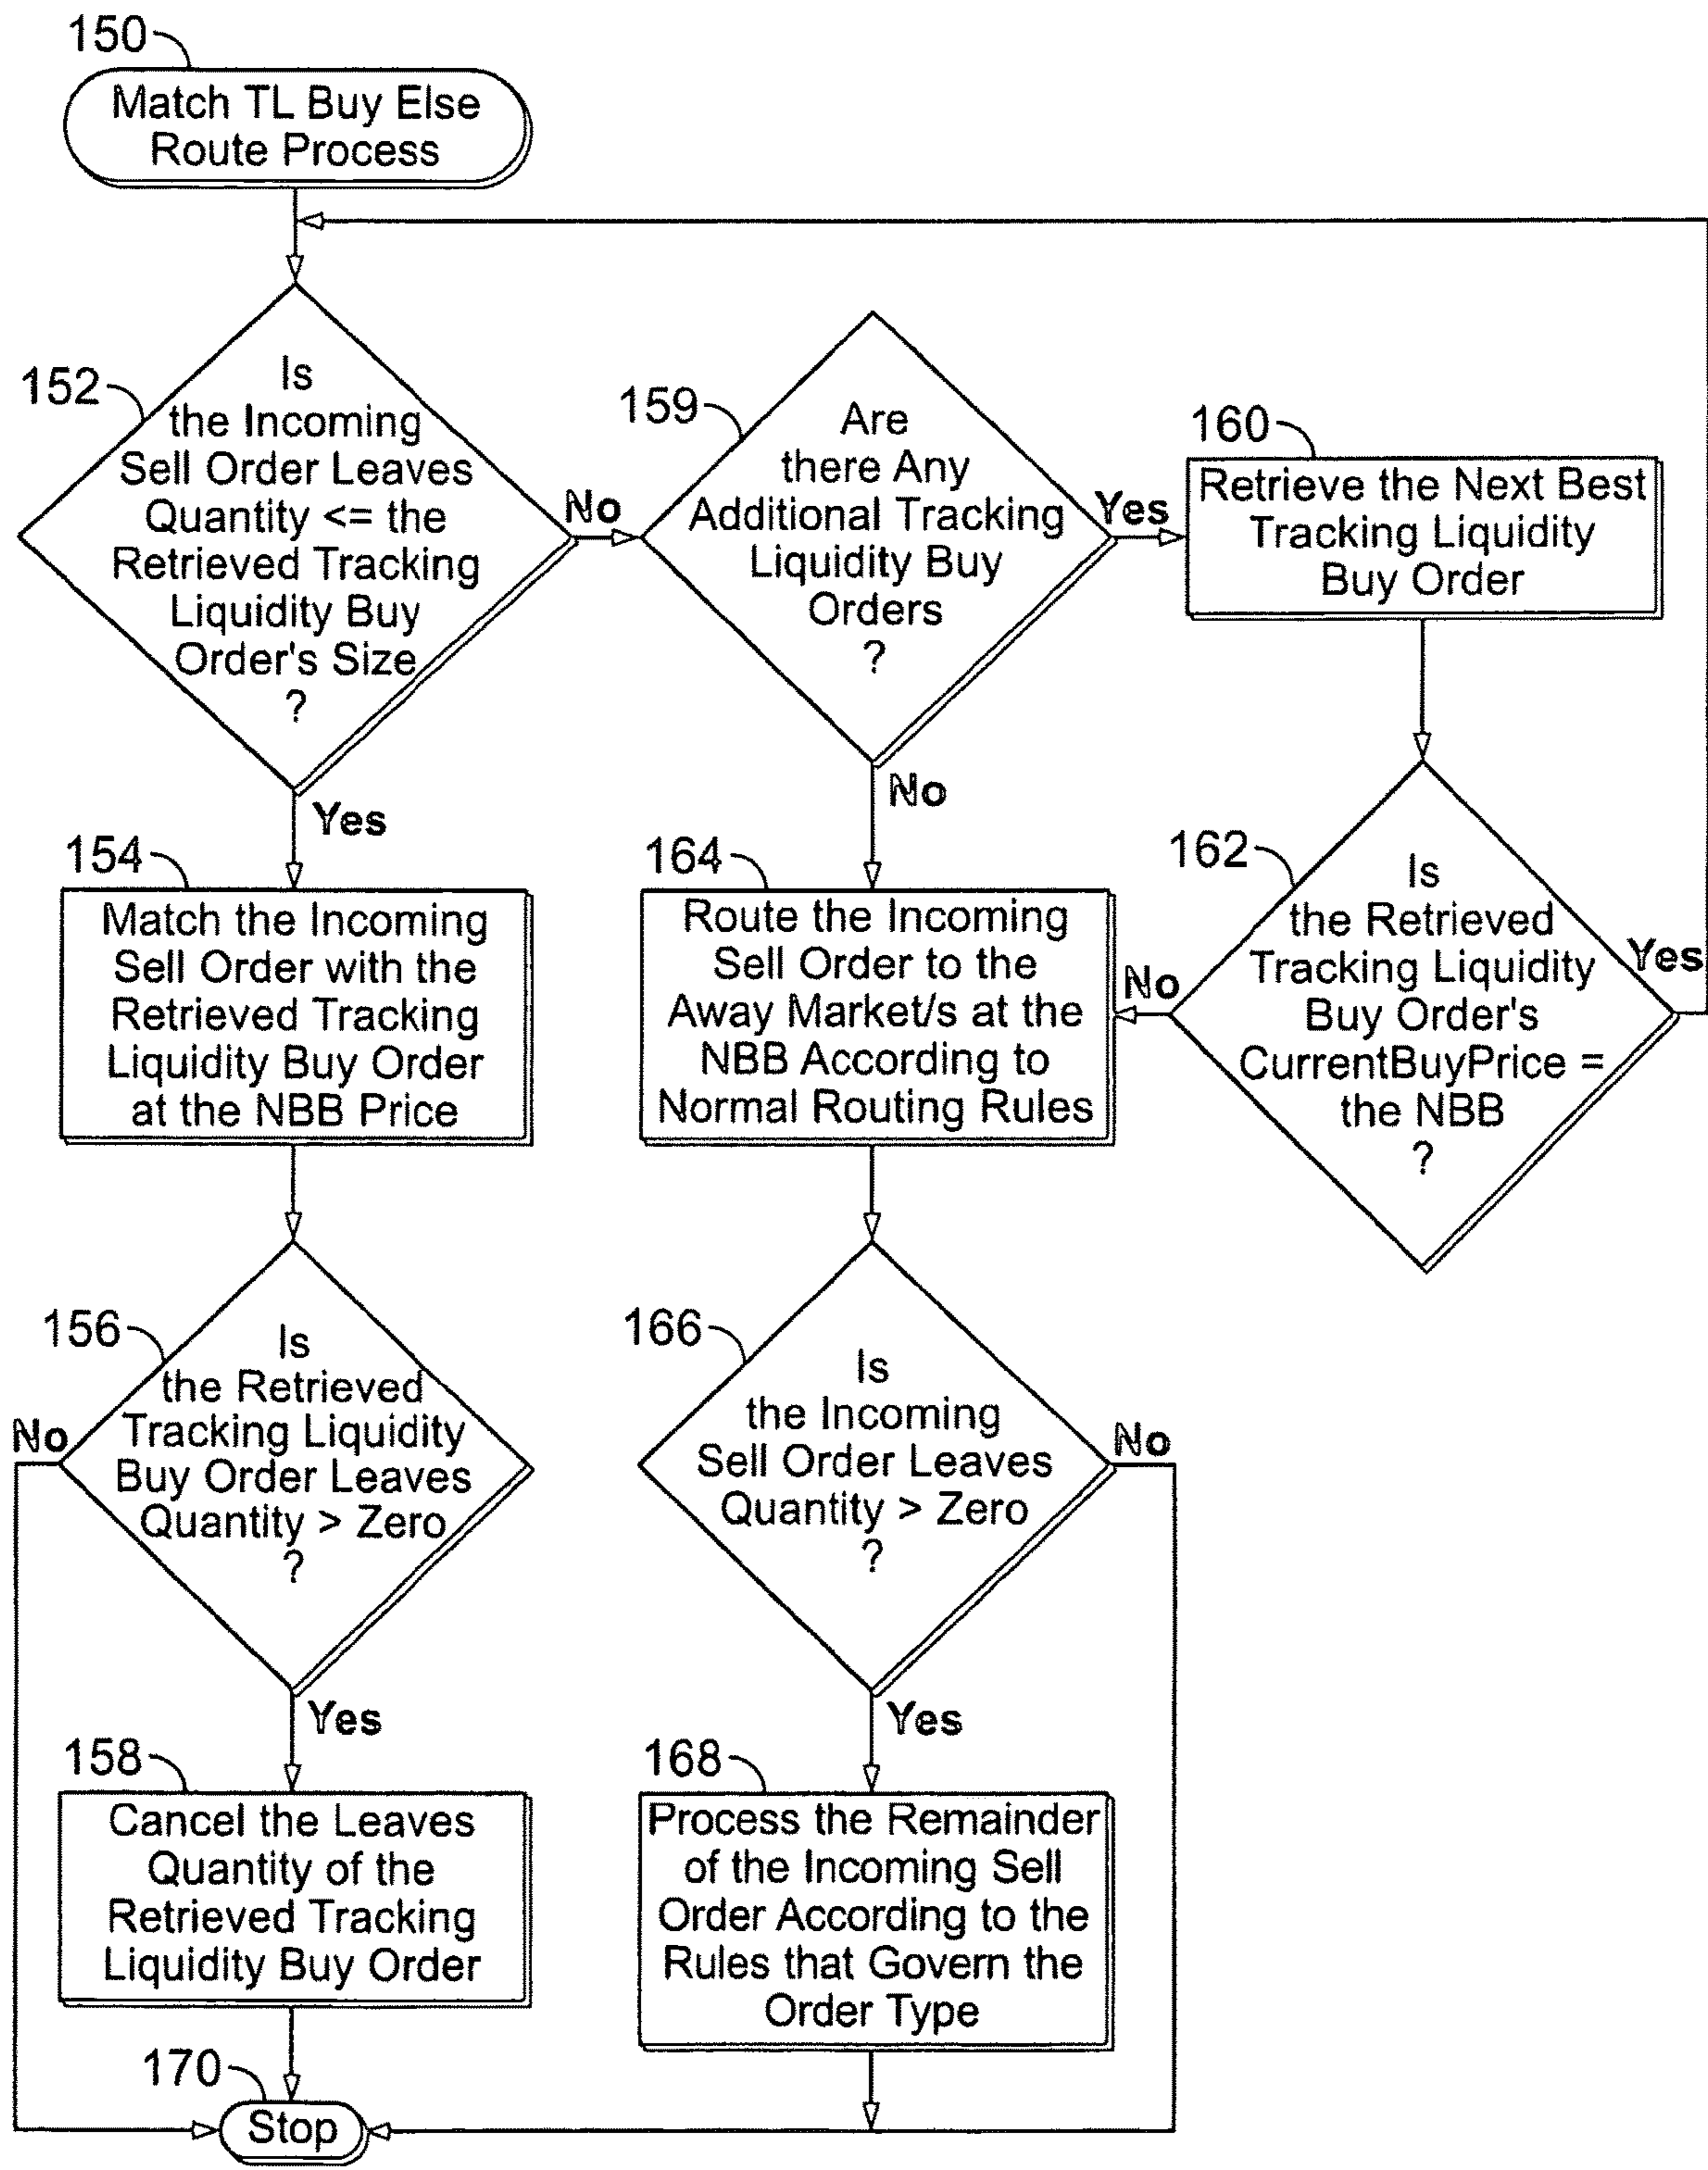 150
Match TL Buy Else
Route Process
152
Is
the Incoming
Sell Order Leaves
Quantity <= the
Retrieved Tracking
Liquidity Buy
Order's Size
?
No
Yes
159
Are
there Any
Additional Tracking
Liquidity Buy
Orders
?
Yes
No
160
Retrieve the Next Best
Tracking Liquidity
Buy Order
162
Is
the Retrieved
Tracking Liquidity
Buy Order's
CurrentBuyPrice =
the NBB
?
Yes
No
154
Match the Incoming
Sell Order with the
Retrieved Tracking
Liquidity Buy Order
at the NBB Price
164
Route the Incoming
Sell Order to the
Away Market/s at the
NBB According to
Normal Routing Rules
156
Is
the Retrieved
Tracking Liquidity
Buy Order Leaves
Quantity > Zero
?
No
Yes
166
Is
the Incoming
Sell Order Leaves
Quantity > Zero
?
No
Yes
158
Cancel the Leaves
Quantity of the
Retrieved Tracking
Liquidity Buy Order
168
Process the Remainder
of the Incoming Sell
Order According to the
Rules that Govern the
Order Type
170
Stop